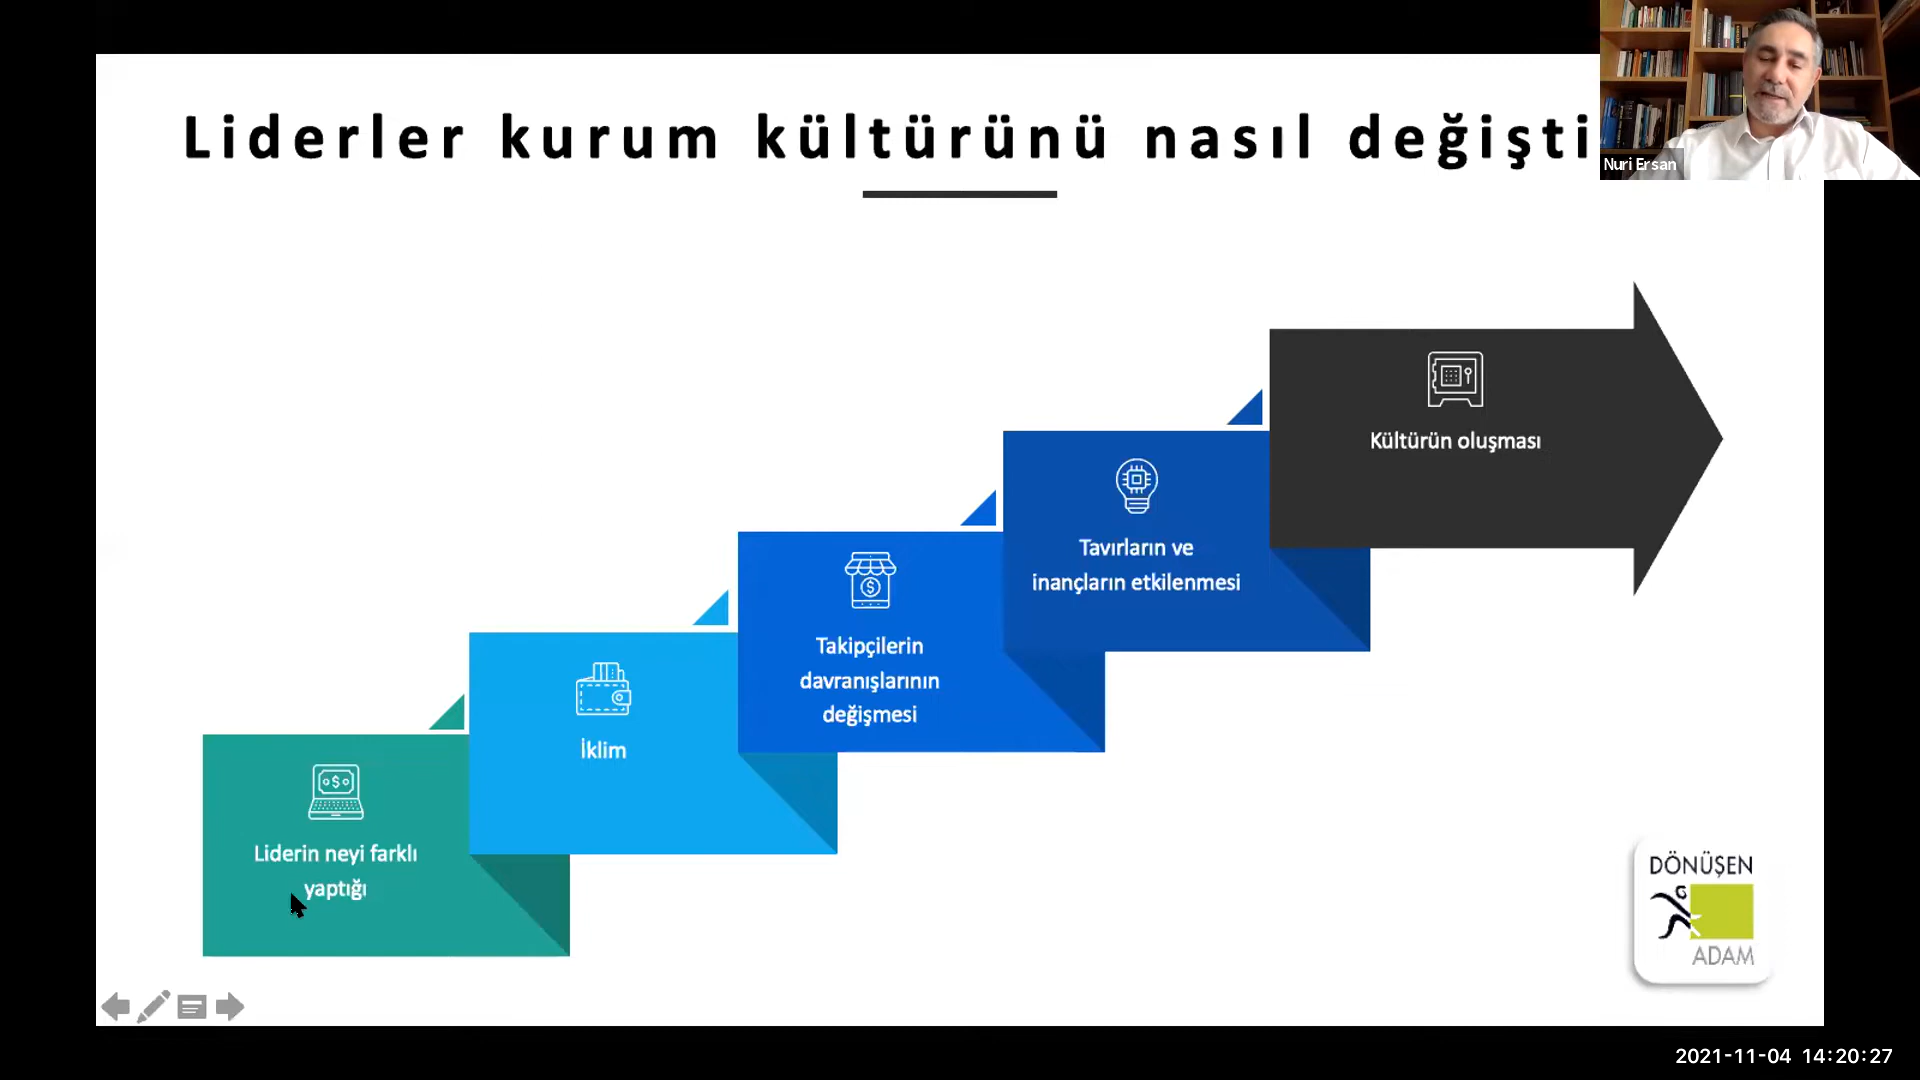 Liderler kurum kültürünü nasıl değişti
Nuri Ersan
Kültürün oluşması
Tavırların ve
inançların etkilenmesi
Takipçilerin
davranışlarının
değişmesi
İklim
Liderin neyi farklı
yaptığı
DÖNÜŞEN
ADAM
2021-11-04 14:20:27